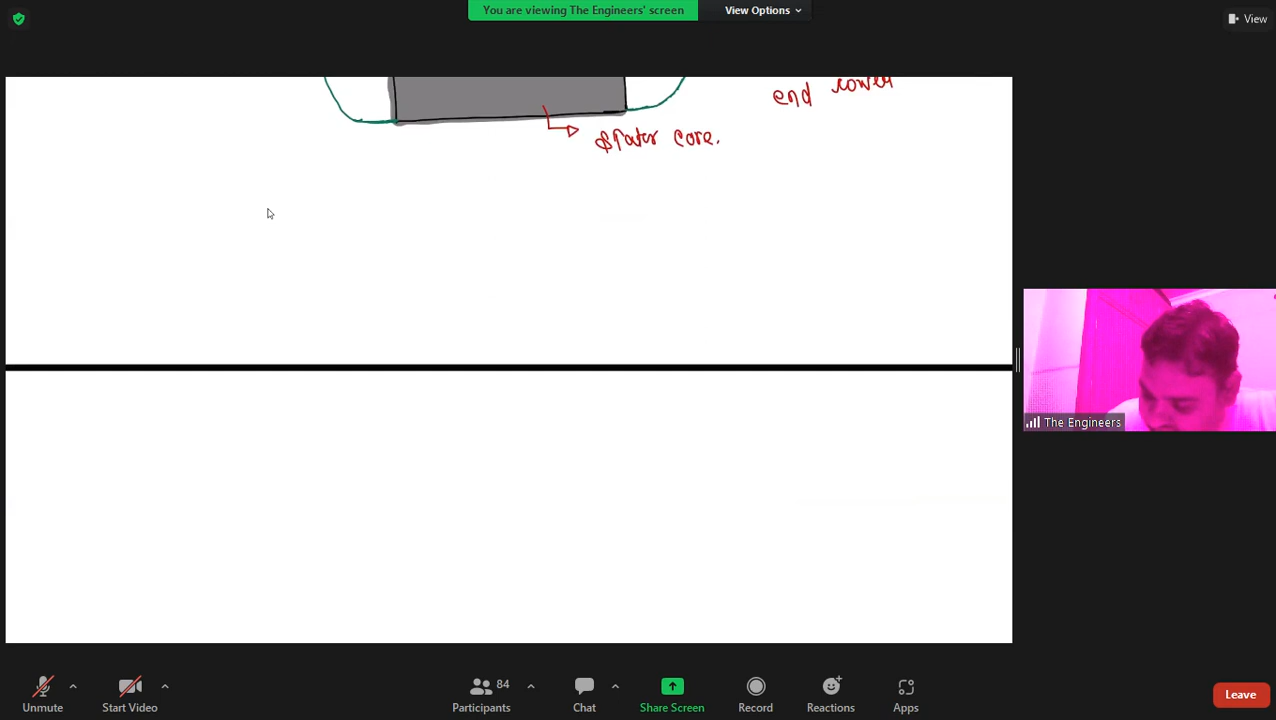 You are viewing The Engineers' screen
View Options
View
end cover
Stator core.
The Engineers
Unmute
Start Video
84
Participants
Chat
Share Screen
Record
Reactions
Apps
Leave